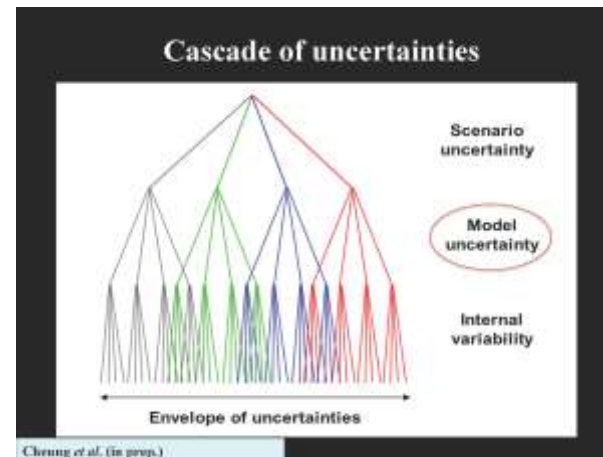 Cascade of uncertainties
Scenario
uncertainty
Model
uncertainty
Internal
variability
Envelope of uncertainties
Cheung et al. (in prep.)